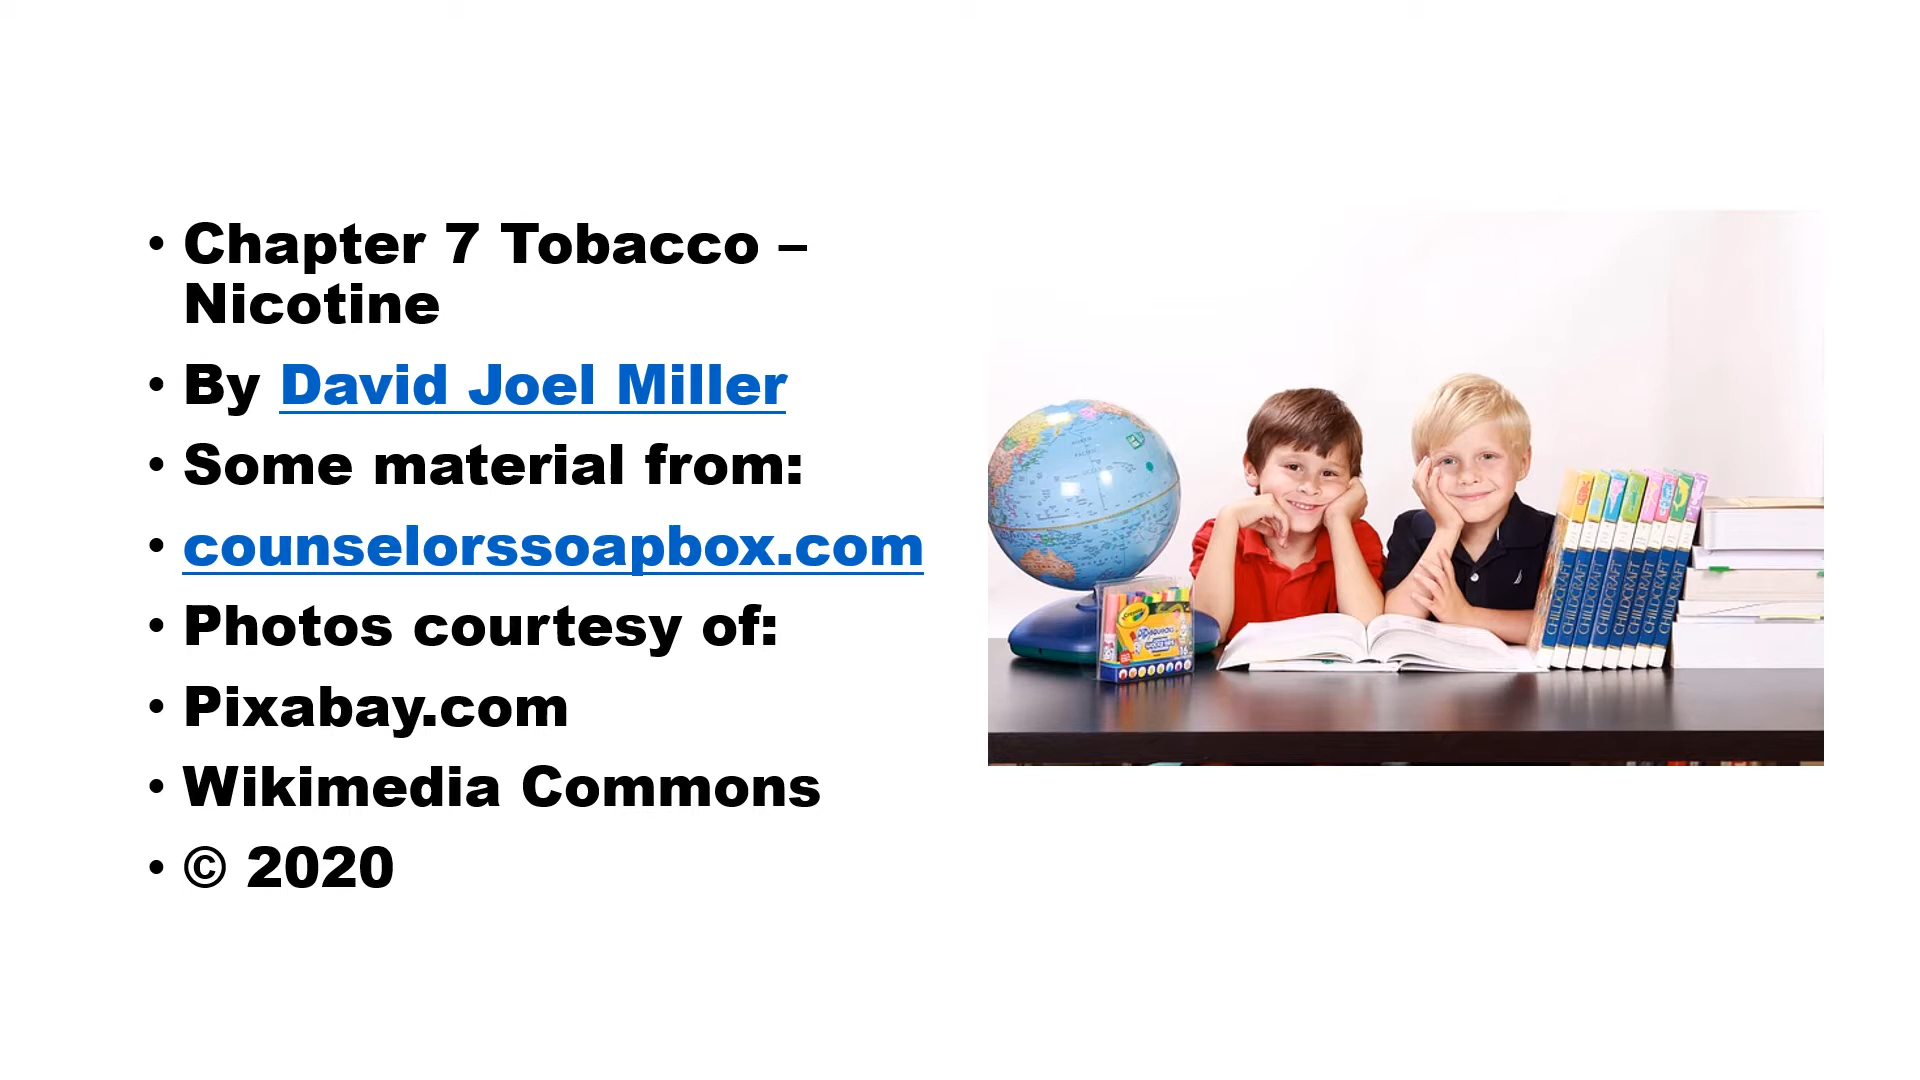 • Chapter 7 Tobacco –
Nicotine
• By David Joel Miller
• Some material from:
• counselorssoapbox.com
• Photos courtesy of:
• Pixabay.com
• Wikimedia Commons
• © 2020
Crayola
CHILDCRAFT
CHILDCRAFT
CHILDCRAFT
CHILDCRAFT
CHILDCRAFT
CHILDCRAFT
CHILDCRAFT